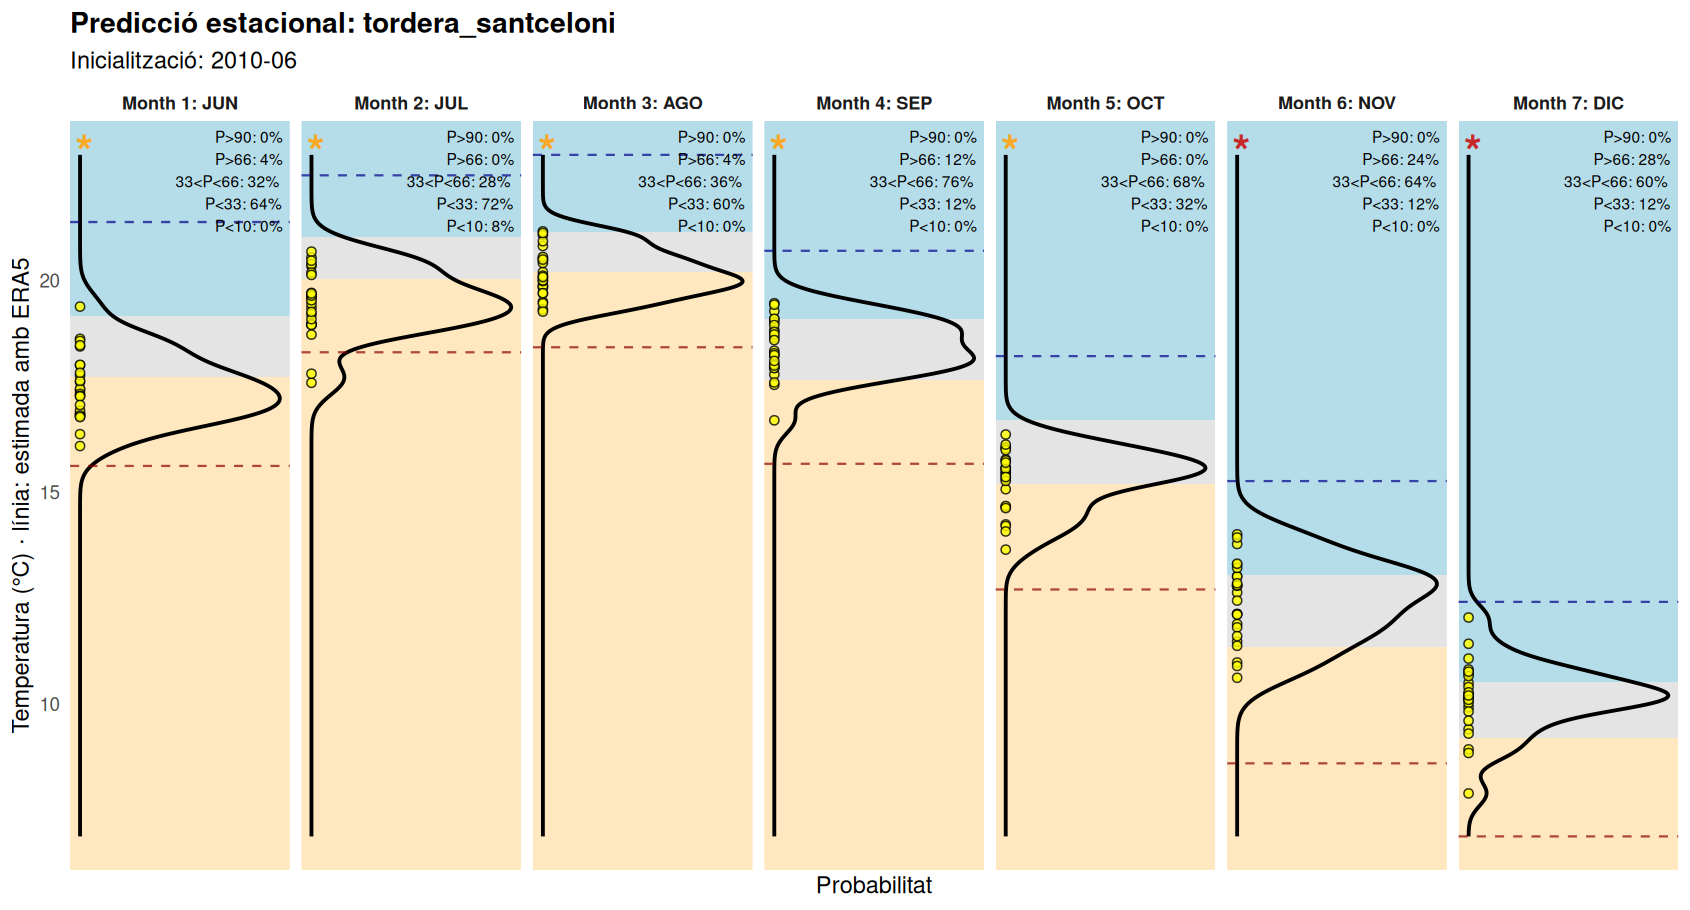 Predicció estacional: tordera_santceloni
Inicialització: 2010-06
Month 1: JUN
Month 2: JUL
Month 3: AGO
Month 4: SEP
Month 5: OCT
Month 6: NOV
Month 7: DIC
P>90: 0%
P>66: 4%
33<P<66: 32%
P<33: 64%
P<10: 0%
P>90: 0%
P>66: 0%
33<P<66: 28%
P<33: 72%
P<10: 8%
P>90: 0%
P>66: 4%
33<P<66: 36%
P<33: 60%
P<10: 0%
P>90: 0%
P>66: 12%
33<P<66: 76%
P<33: 12%
P<10: 0%
P>90: 0%
P>66: 0%
33<P<66: 68%
P<33: 32%
P<10: 0%
P>90: 0%
P>66: 24%
33<P<66: 64%
P<33: 12%
P<10: 0%
P>90: 0%
P>66: 28%
33<P<66: 60%
P<33: 12%
P<10: 0%
Temperatura (°C) · línia: estimada amb ERA5
20
15
10
Probabilitat